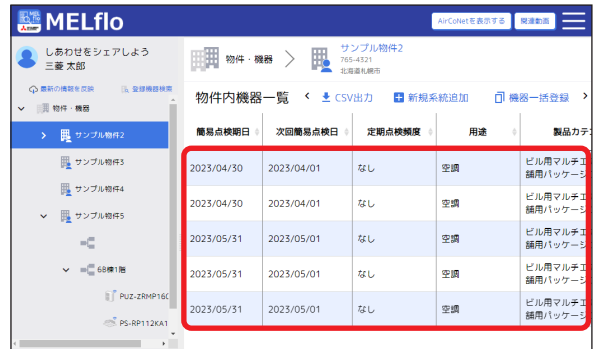 MELflo
AirCoNetを表示する
関連動画
しあわせをシェアしよう
三菱 太郎
最新の情報を反映
登録機器検索
物件・機器
サンプル物件2
サンプル物件3
サンプル物件4
サンプル物件5
6B棟1階
PUZ-ZRMP160
PS-RP112KA1
物件・機器
サンプル物件2
765-4321
北海道札幌市
物件内機器一覧
CSV出力
新規系統追加
機器一括登録
簡易点検期日 次回簡易点検日 定期点検頻度 用途 製品カテ
2023/04/30 2023/04/01 なし 空調 ビル用マルチエ
舗用パッケージ
2023/04/30 2023/04/01 なし 空調 ビル用マルチエ
舗用パッケージ
2023/05/31 2023/05/01 なし 空調 ビル用マルチエ
舗用パッケージ
2023/05/31 2023/05/01 なし 空調 ビル用マルチエ
舗用パッケージ
2023/05/31 2023/05/01 なし 空調 ビル用マルチエ
舗用パッケージ